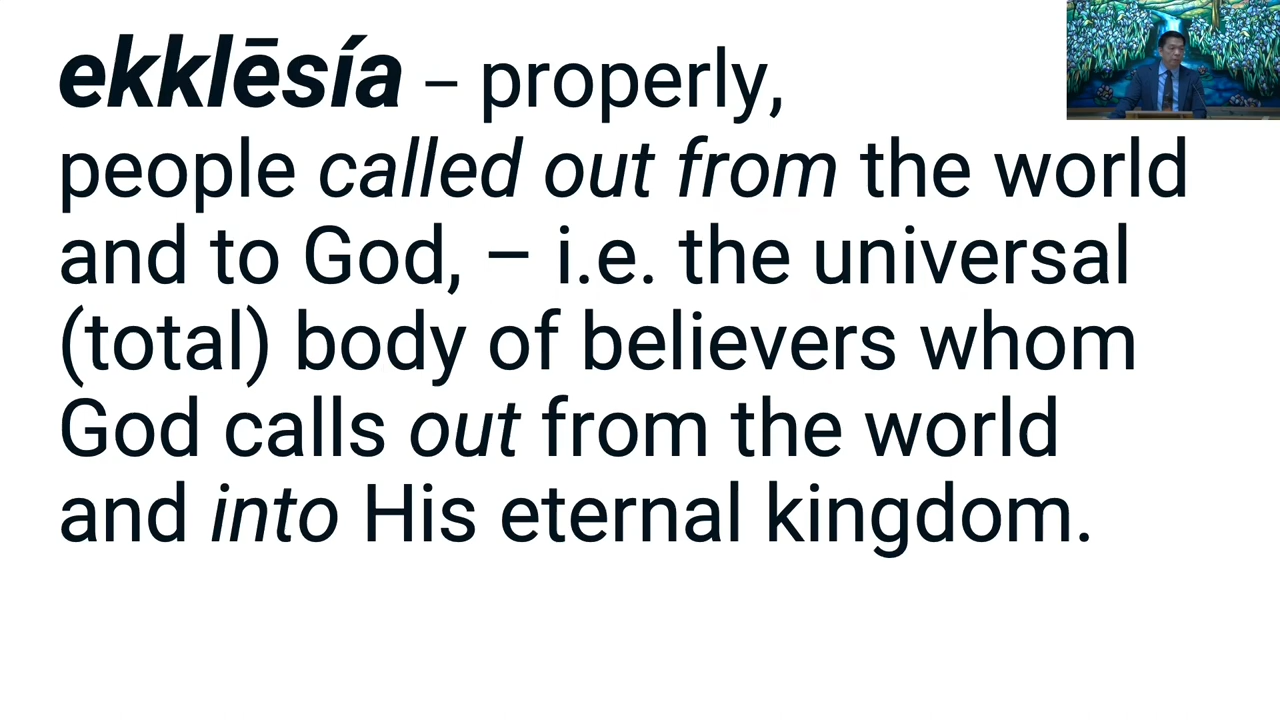 ekklēsía – properly,
people called out from the world
and to God, – i.e. the universal
(total) body of believers whom
God calls out from the world
and into His eternal kingdom.